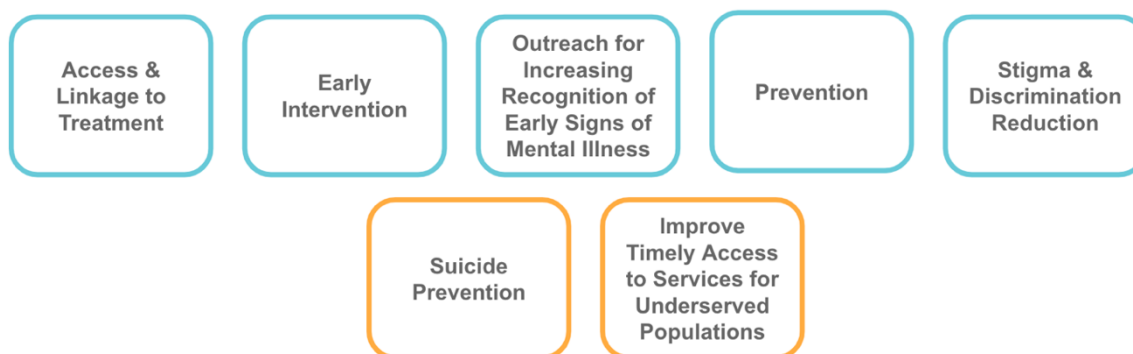 Access &
Linkage to
Treatment
Early
Intervention
Outreach for
Increasing
Recognition of
Early Signs of
Mental Illness
Prevention
Stigma &
Discrimination
Reduction
Suicide
Prevention
Improve
Timely Access
to Services for
Underserved
Populations